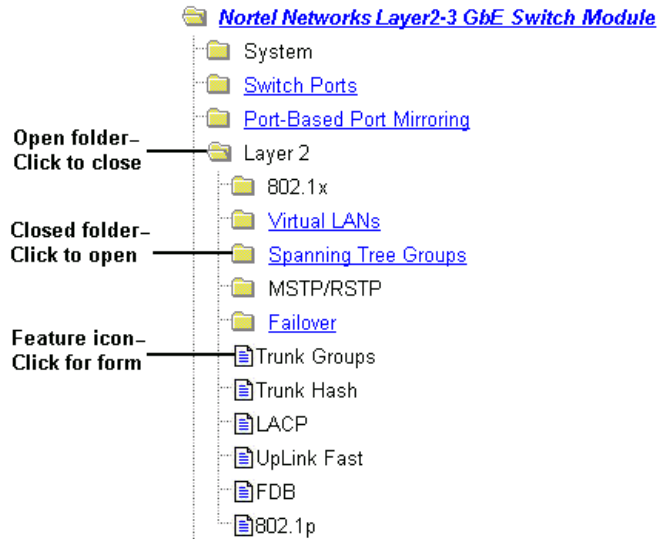 Nortel Networks Layer2-3 GbE Switch Module
System
Switch Ports
Port-Based Port Mirroring
Open folder–
Click to close
Layer 2
802.1x
Virtual LANs
Closed folder–
Click to open
Spanning Tree Groups
MSTP/RSTP
Failover
Feature icon–
Click for form
Trunk Groups
Trunk Hash
LACP
UpLink Fast
FDB
802.1p